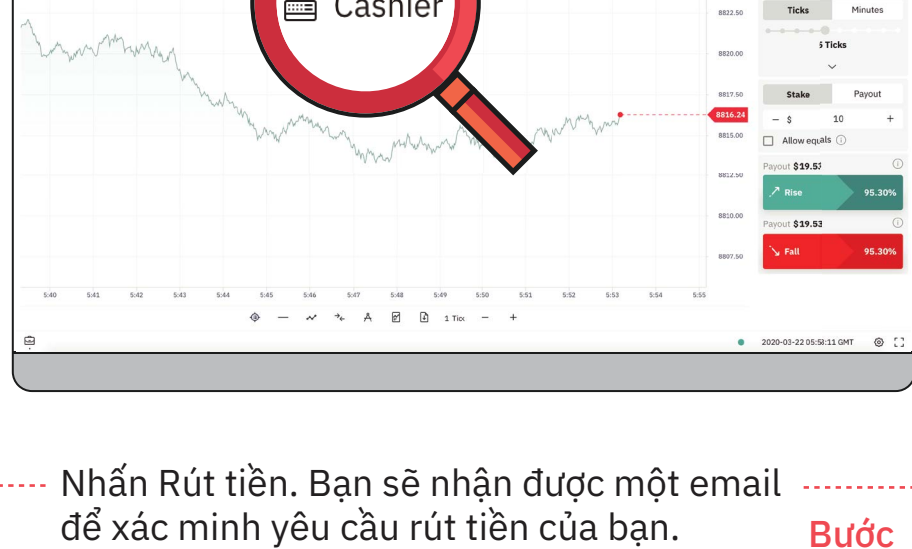 Cashier
8822.50
8820.00
8817.50
8816.24
8815.00
8812.50
8810.00
8807.50
Ticks Minutes
5 Ticks
Stake Payout
− $ 10 +
Allow equals
Payout $19.53
Rise 95.30%
Payout $19.53
Fall 95.30%
5:40 5:41 5:42 5:43 5:44 5:45 5:46 5:47 5:48 5:49 5:50 5:51 5:52 5:53 5:54 5:55
1 Tick − +
2020-03-22 05:53:11 GMT
Nhấn Rút tiền. Bạn sẽ nhận được một email
để xác minh yêu cầu rút tiền của bạn.
Bước